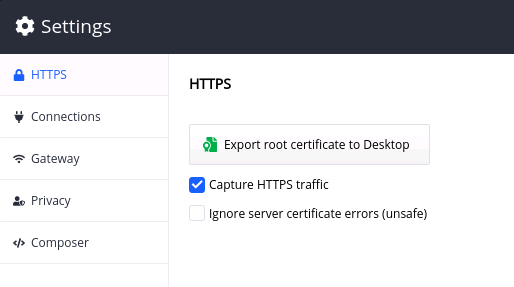 Settings
HTTPS
Connections
Gateway
Privacy
Composer
HTTPS
Export root certificate to Desktop
Capture HTTPS traffic
Ignore server certificate errors (unsafe)